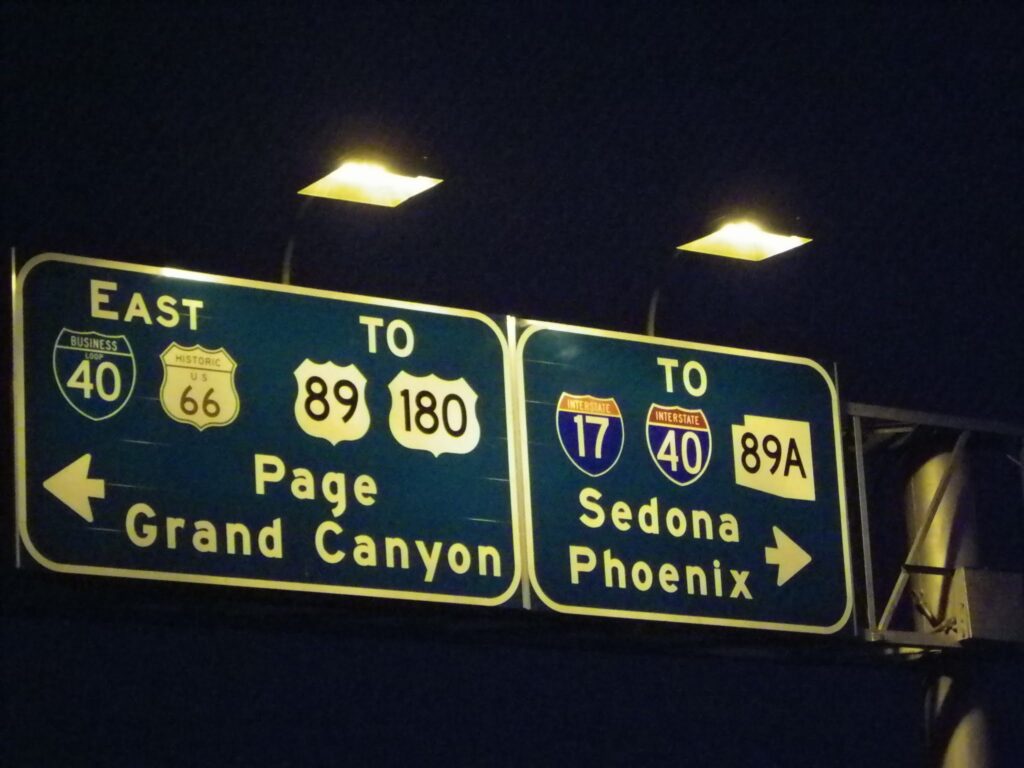 EAST
TO
BUSINESS
LOOP
40
HISTORIC
U S
66
89
180
Page
Grand Canyon
TO
INTERSTATE
17
INTERSTATE
40
89A
Sedona
Phoenix